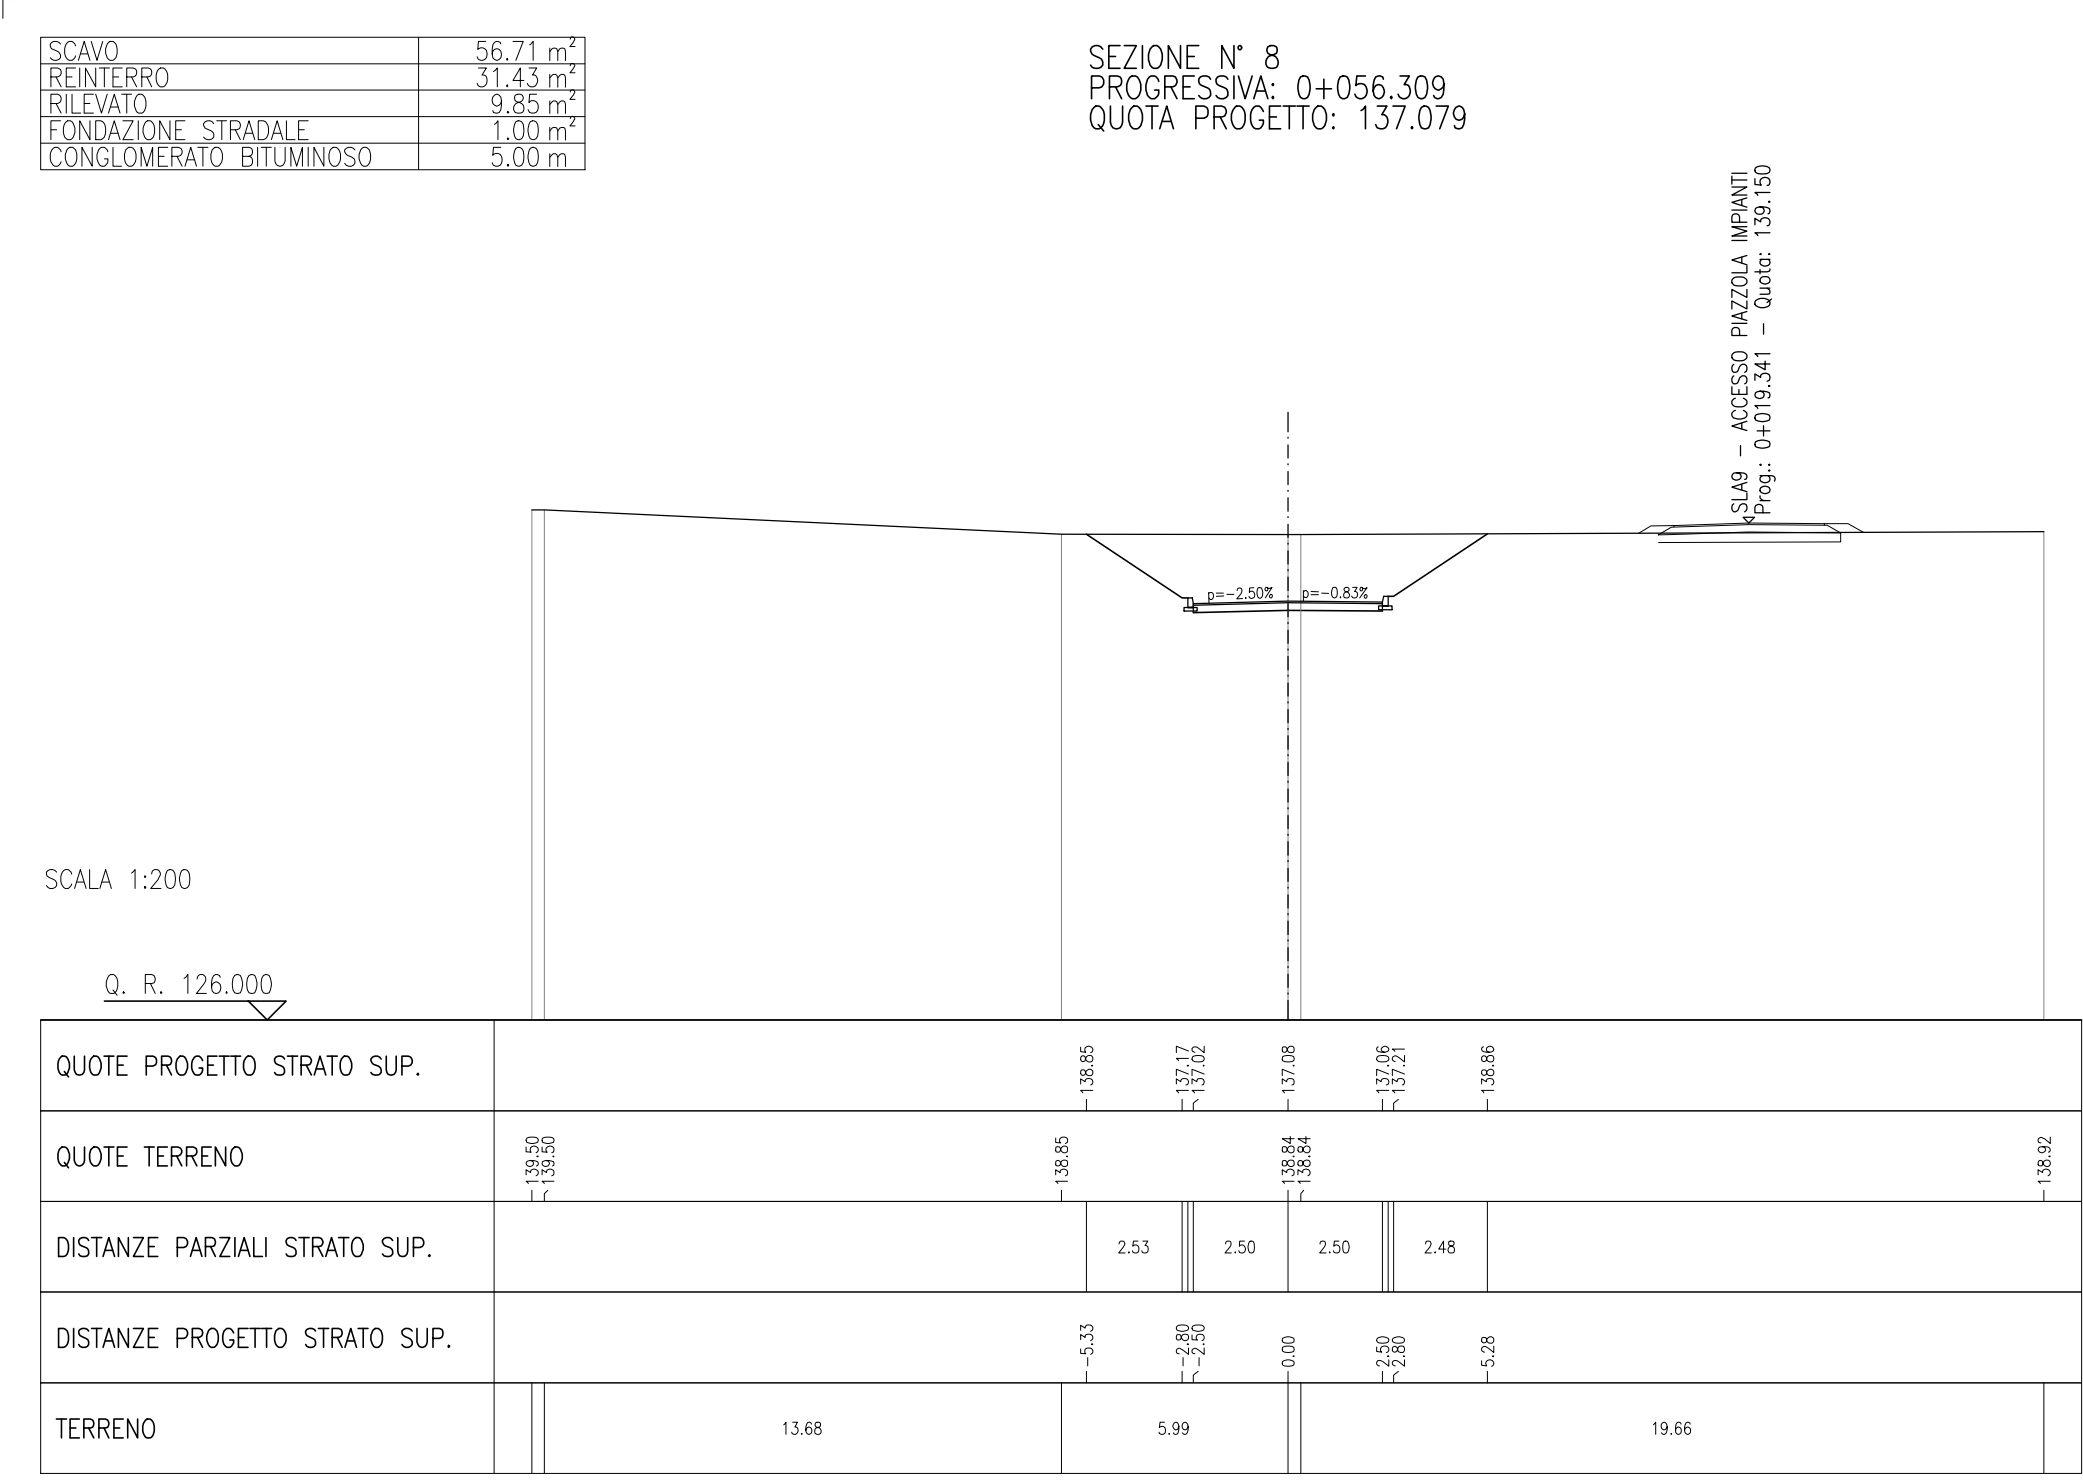 SCAVO 56.71 m²
REINTERRO 31.43 m²
RILEVATO 9.85 m²
FONDAZIONE STRADALE 1.00 m²
CONGLOMERATO BITUMINOSO 5.00 m
SEZIONE N° 8
PROGRESSIVA: 0+056.309
QUOTA PROGETTO: 137.079
SLA9 - ACCESSO PIAZZOLA IMPIANTI
Prog.: 0+019.341 - Quota: 139.150
p=-2.50% p=-0.83%
SCALA 1:200
Q. R. 126.000
QUOTE PROGETTO STRATO SUP. 138.85 137.17 137.02 137.08 137.06 137.21 138.86
QUOTE TERRENO 139.50 139.50 138.85 138.84 138.84 138.92
DISTANZE PARZIALI STRATO SUP. 2.53 2.50 2.50 2.48
DISTANZE PROGETTO STRATO SUP. -5.33 -2.80 -2.50 0.00 2.50 2.80 5.28
TERRENO 13.68 5.99 19.66